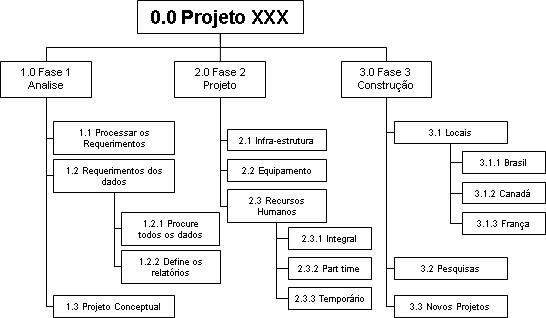 0.0 Projeto XXX
1.0 Fase 1
Analise
1.1 Processar os
Requerimentos
1.2 Requerimentos dos
dados
1.2.1 Procure
todos os dados
1.2.2 Define os
relatórios
1.3 Projeto Conceptual
2.0 Fase 2
Projeto
2.1 Infra-estrutura
2.2 Equipamento
2.3 Recursos
Humanos
2.3.1 Integral
2.3.2 Part time
2.3.3 Temporário
3.0 Fase 3
Construção
3.1 Locais
3.1.1 Brasil
3.1.2 Canadá
3.1.3 França
3.2 Pesquisas
3.3 Novos Projetos